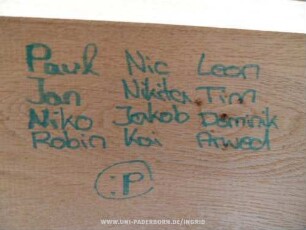 Paul Nic Leon
Jan Nikita Tim
Niko Jakob Dominik
Robin Kai Arwed
:P
WWW.UNI-PADERBORN.DE/INGRID